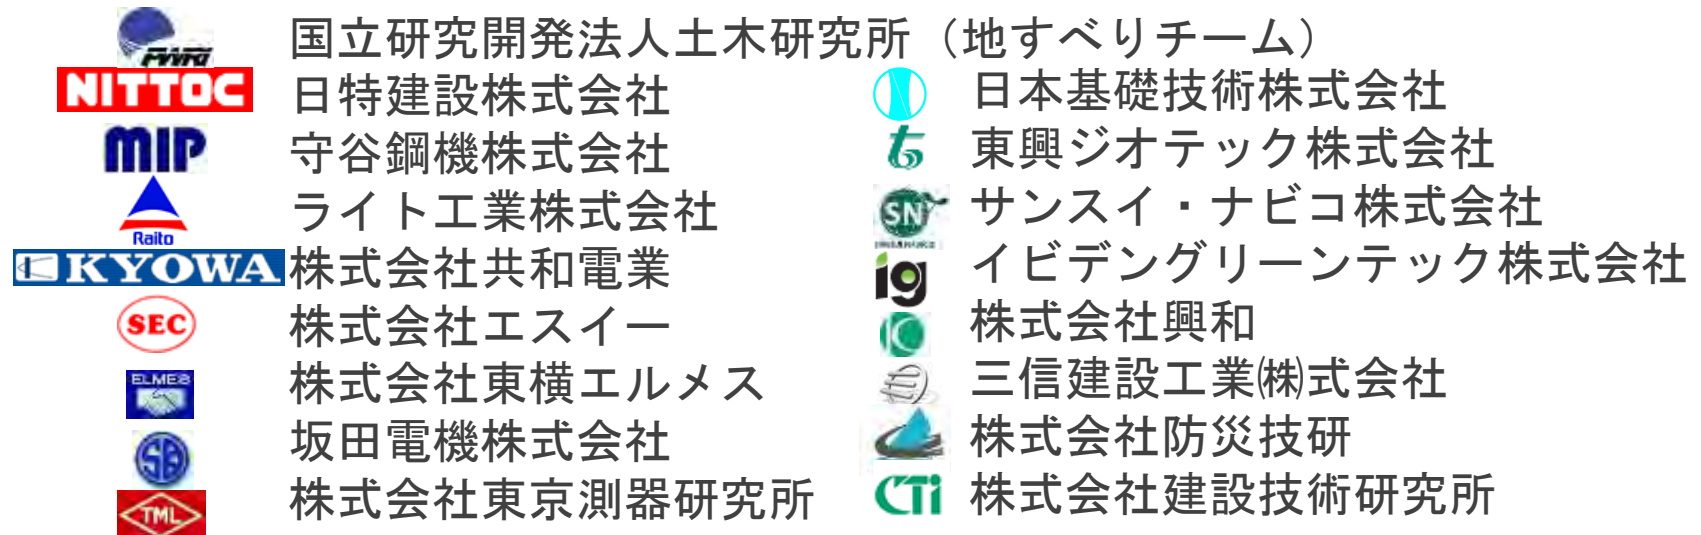 PWRI 国立研究開発法人土木研究所（地すべりチーム）
NITTOC 日特建設株式会社
MIP 守谷鋼機株式会社
Raito ライト工業株式会社
KYOWA 株式会社共和電業
SEC 株式会社エスイー
ELMES 株式会社東横エルメス
坂田電機株式会社
TML 株式会社東京測器研究所
日本基礎技術株式会社
東興ジオテック株式会社
SN サンスイ・ナビコ株式会社
ig イビデングリーンテック株式会社
株式会社興和
三信建設工業㈱式会社
株式会社防災技研
CTi 株式会社建設技術研究所